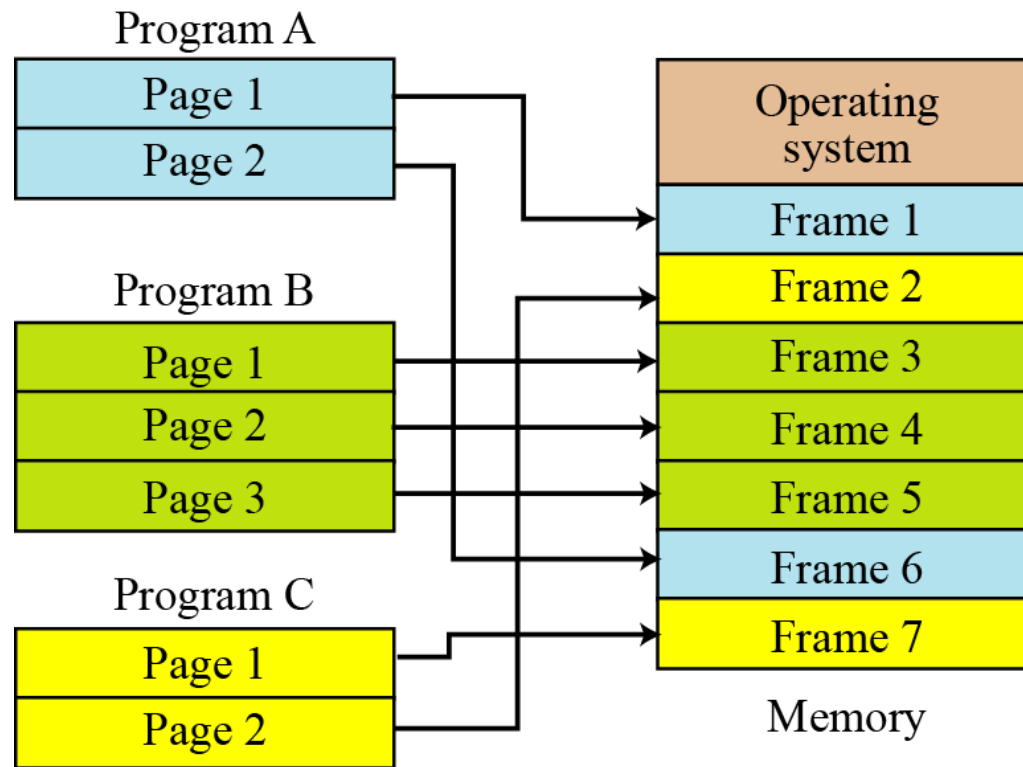 Program A
Page 1
Page 2
Program B
Page 1
Page 2
Page 3
Program C
Page 1
Page 2
Operating
system
Frame 1
Frame 2
Frame 3
Frame 4
Frame 5
Frame 6
Frame 7
Memory